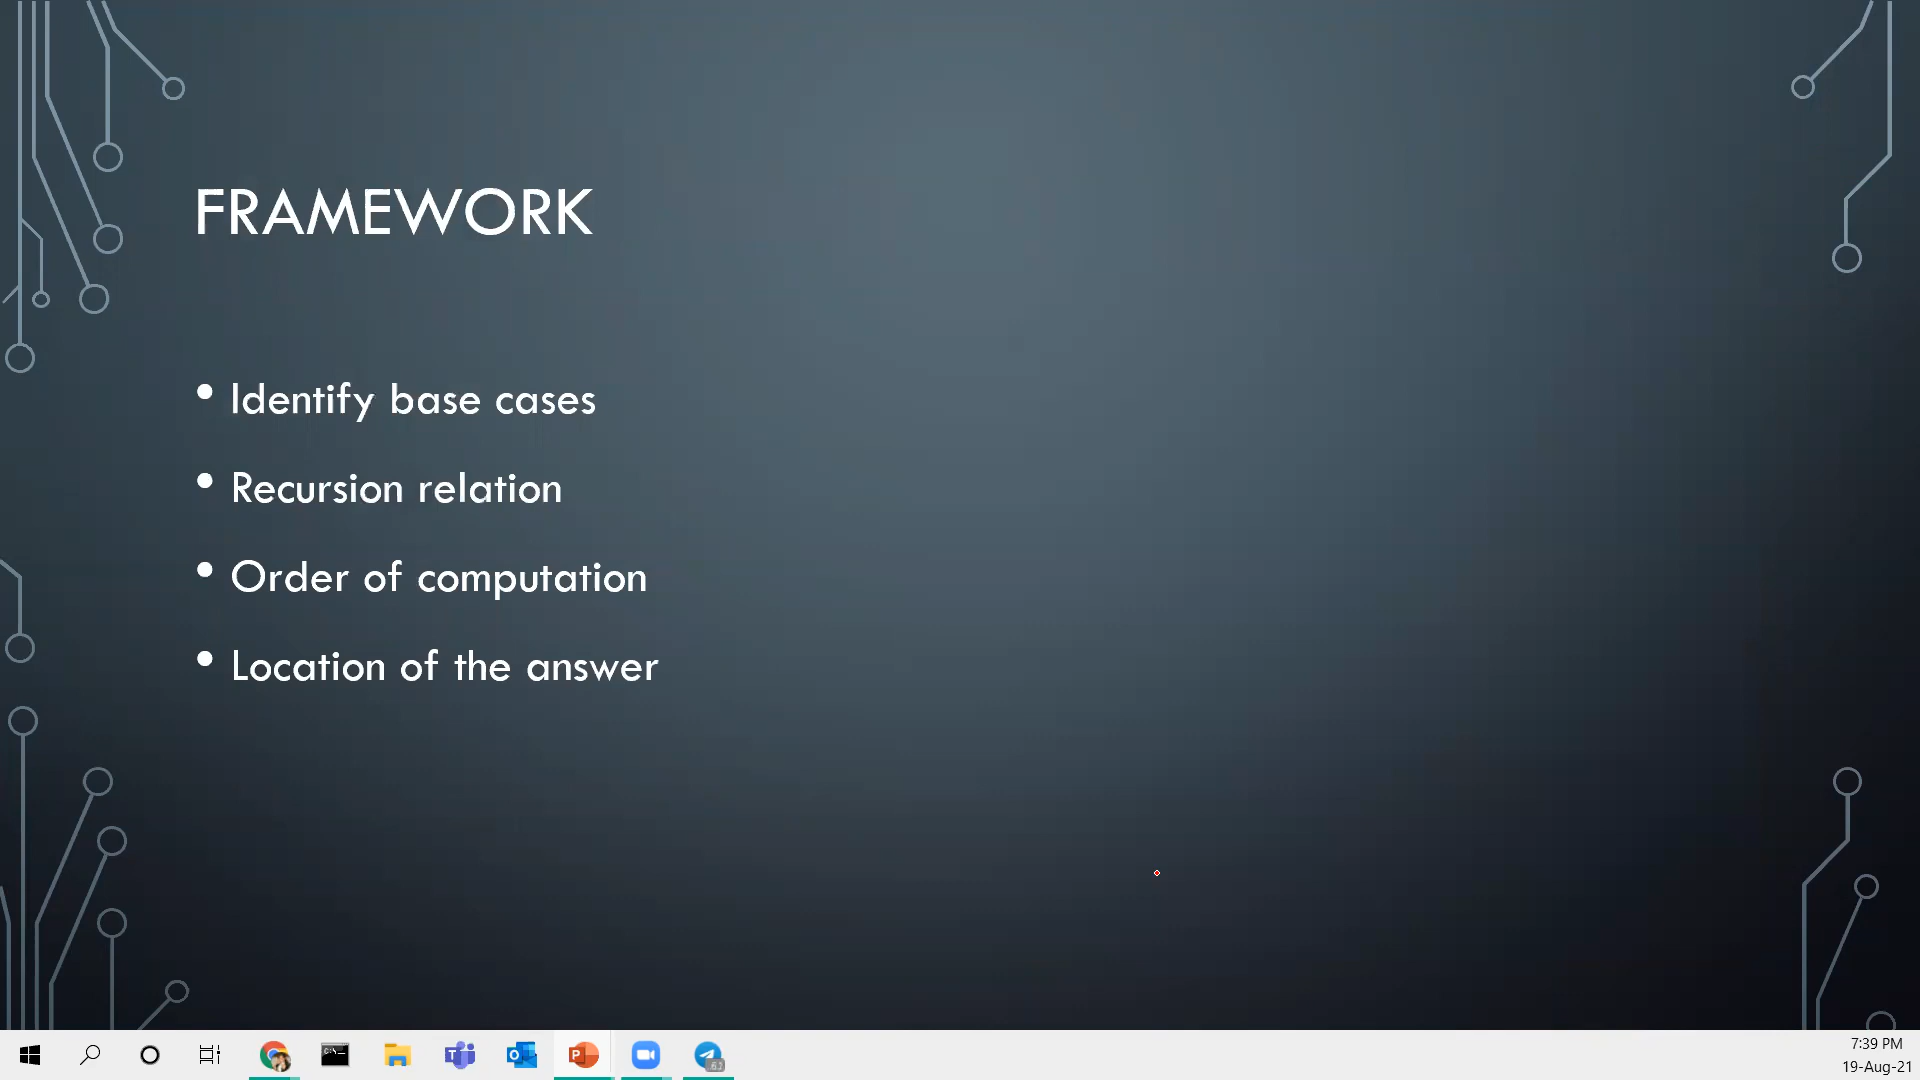 FRAMEWORK
• Identify base cases
• Recursion relation
• Order of computation
• Location of the answer
7:39 PM
19-Aug-21